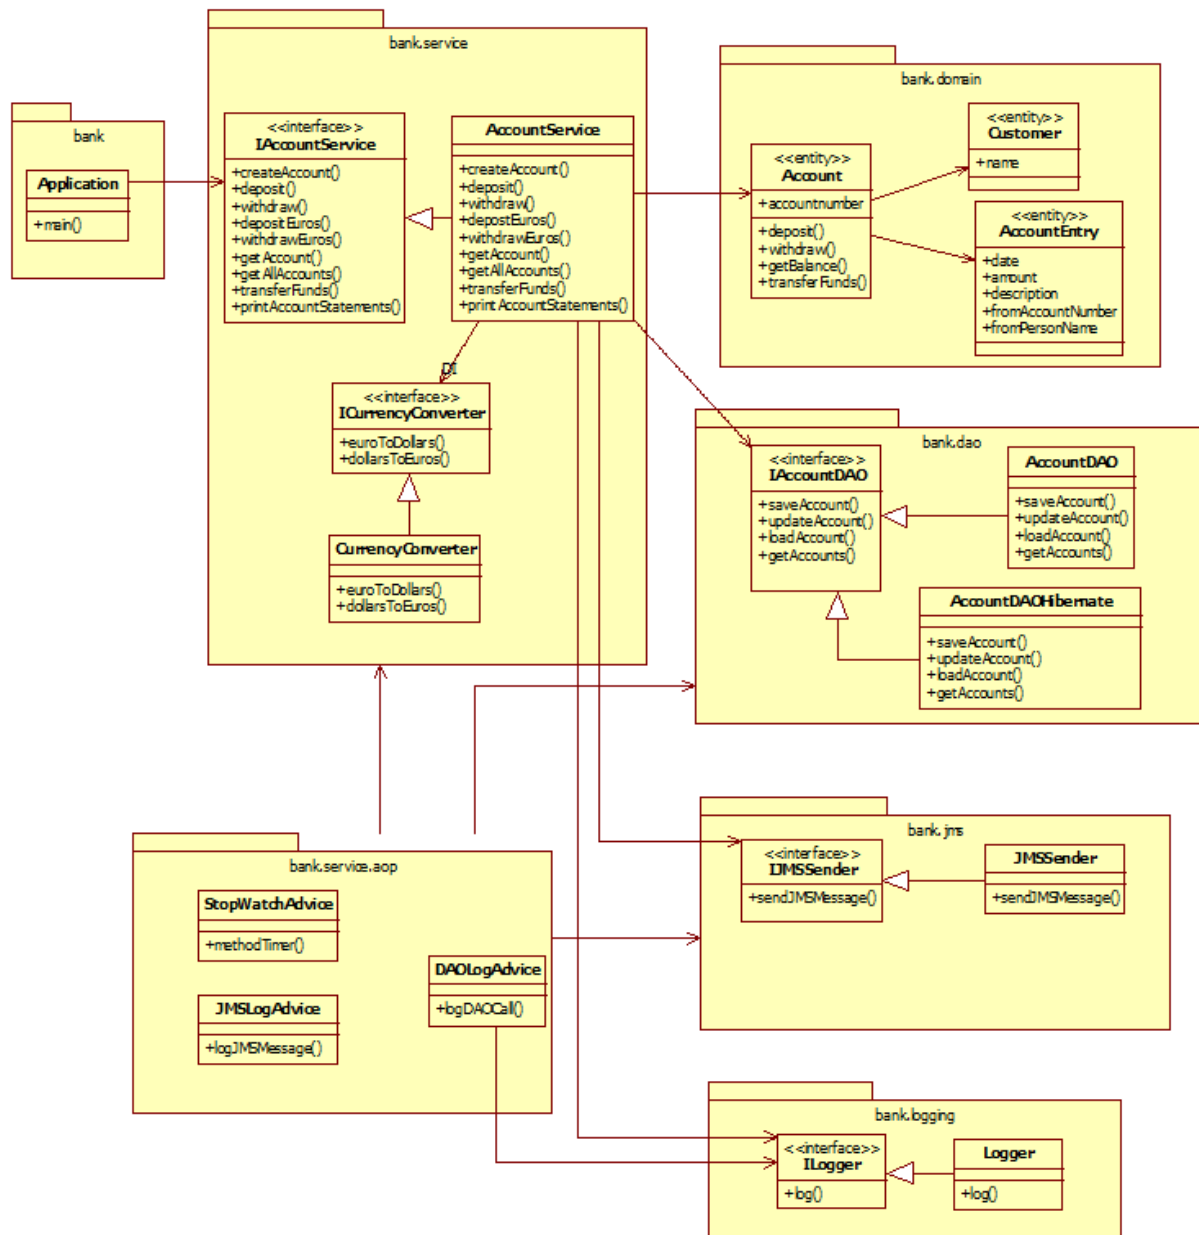 bank.service
bank
Application
+main()
<<interface>>
IAccountService
+createAccount()
+deposit()
+withdraw()
+depositEuros()
+withdrawEuros()
+getAccount()
+getAllAccounts()
+transferFunds()
+printAccountStatements()
AccountService
+createAccount()
+deposit()
+withdraw()
+depostEuros()
+withdrawEuros()
+getAccount()
+getAllAccounts()
+transferFunds()
+printAccountStatements()
DI
<<interface>>
ICurrencyConverter
+euroToDollars()
+dollarsToEuros()
CurrencyConverter
+euroToDollars()
+dollarsToEuros()
bank.domain
<<entity>>
Account
+accountnumber
+deposit()
+withdraw()
+getBalance()
+transferFunds()
<<entity>>
Customer
+name
<<entity>>
AccountEntry
+date
+amount
+description
+fromAccountNumber
+fromPersonName
bank.dao
<<interface>>
IAccountDAO
+saveAccount()
+updateAccount()
+loadAccount()
+getAccounts()
AccountDAO
+saveAccount()
+updateAccount()
+loadAccount()
+getAccounts()
AccountDAOHibernate
+saveAccount()
+updateAccount()
+loadAccount()
+getAccounts()
bank.service.aop
StopWatchAdvice
+methodTimer()
JMSLogAdvice
+logJMSMessage()
DAOLogAdvice
+logDAOCall()
bank.jms
<<interface>>
IJMSSender
+sendJMSMessage()
JMSSender
+sendJMSMessage()
bank.logging
<<interface>>
ILogger
+log()
Logger
+log()